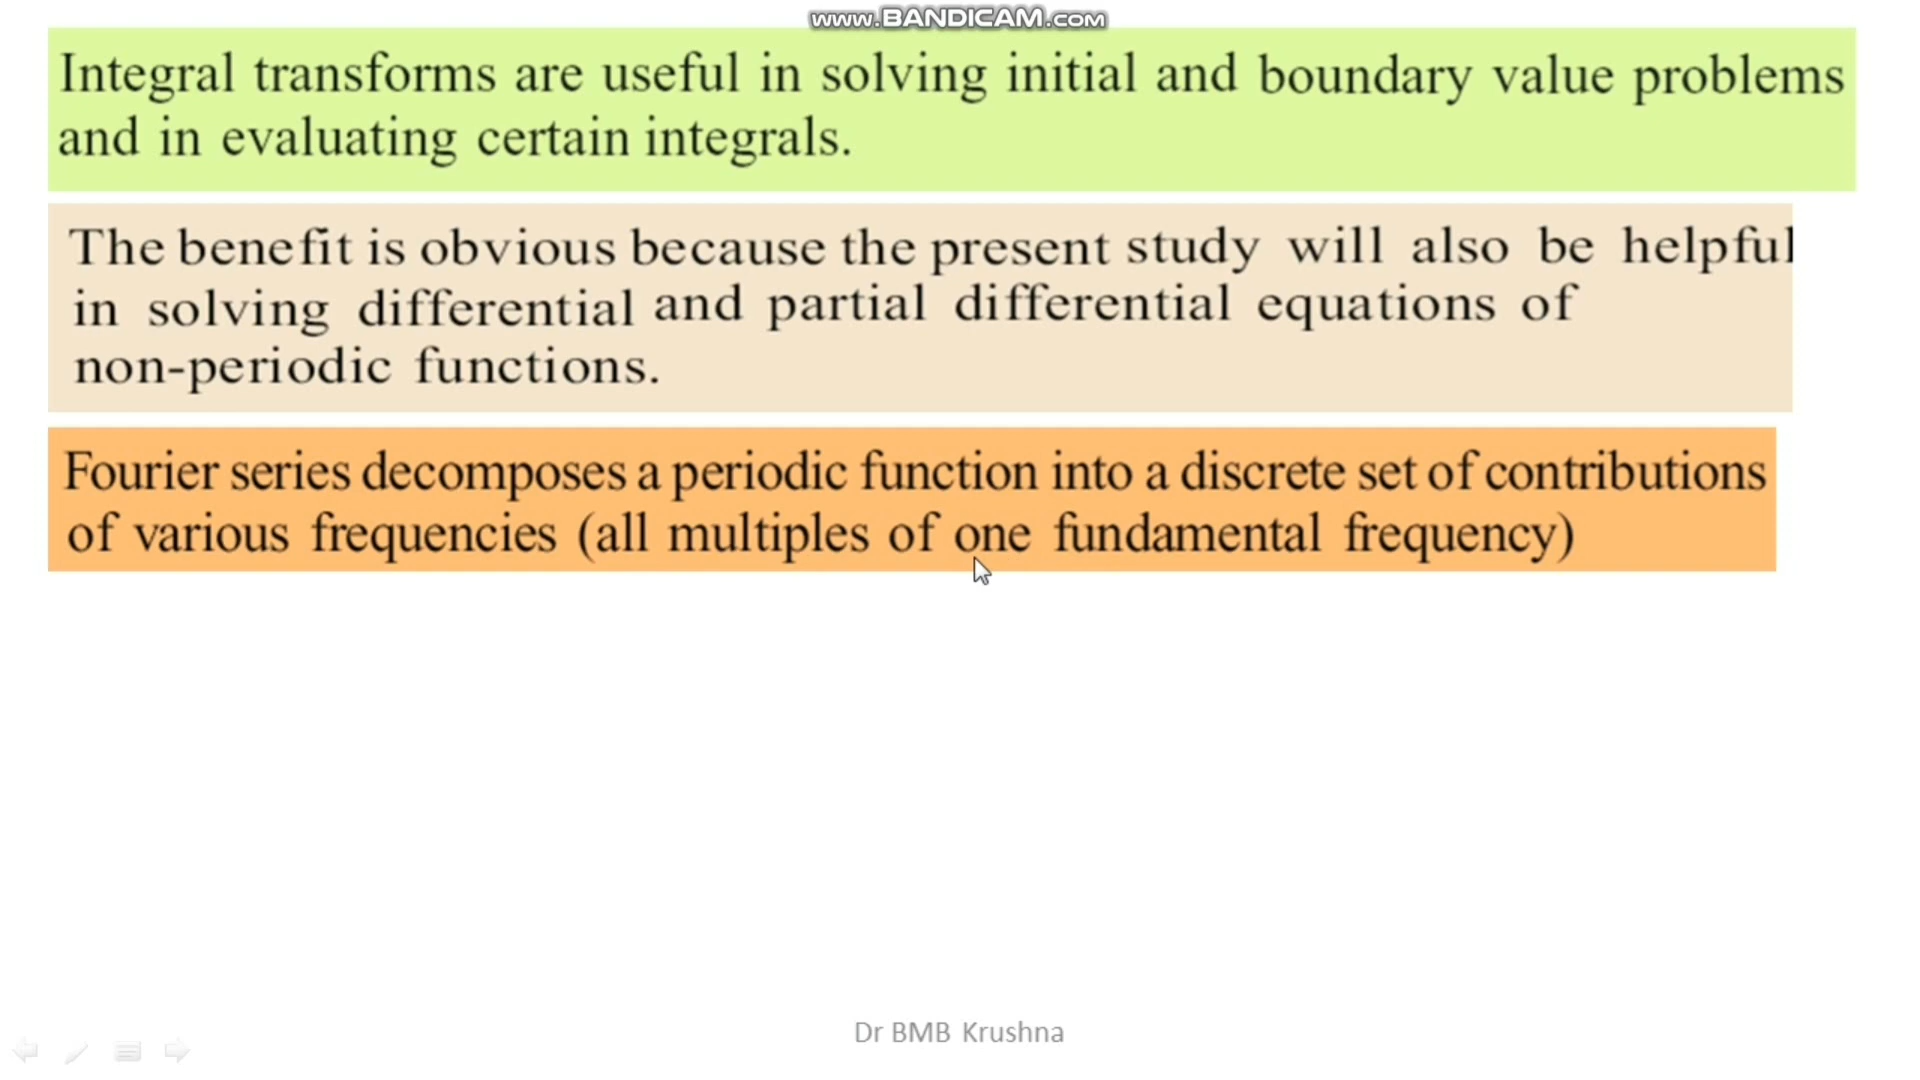 www.BANDICAM.com
Integral transforms are useful in solving initial and boundary value problems
and in evaluating certain integrals.
The benefit is obvious because the present study will also be helpful
in solving differential and partial differential equations of
non-periodic functions.
Fourier series decomposes a periodic function into a discrete set of contributions
of various frequencies (all multiples of one fundamental frequency)
Dr BMB Krushna